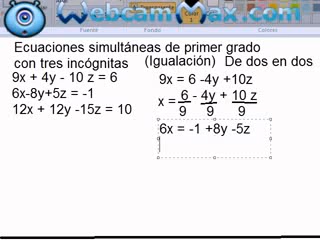 WebcamMax.com
Fuente
Fondo
Colores
Ecuaciones simultáneas de primer grado
con tres incógnitas (Igualación) De dos en dos
9x + 4y - 10 z = 6
6x-8y+5z = -1
12x + 12y -15z = 10
9x = 6 -4y +10z
x = 6 - 4y + 10 z
9 9 9
6x = -1 +8y -5z